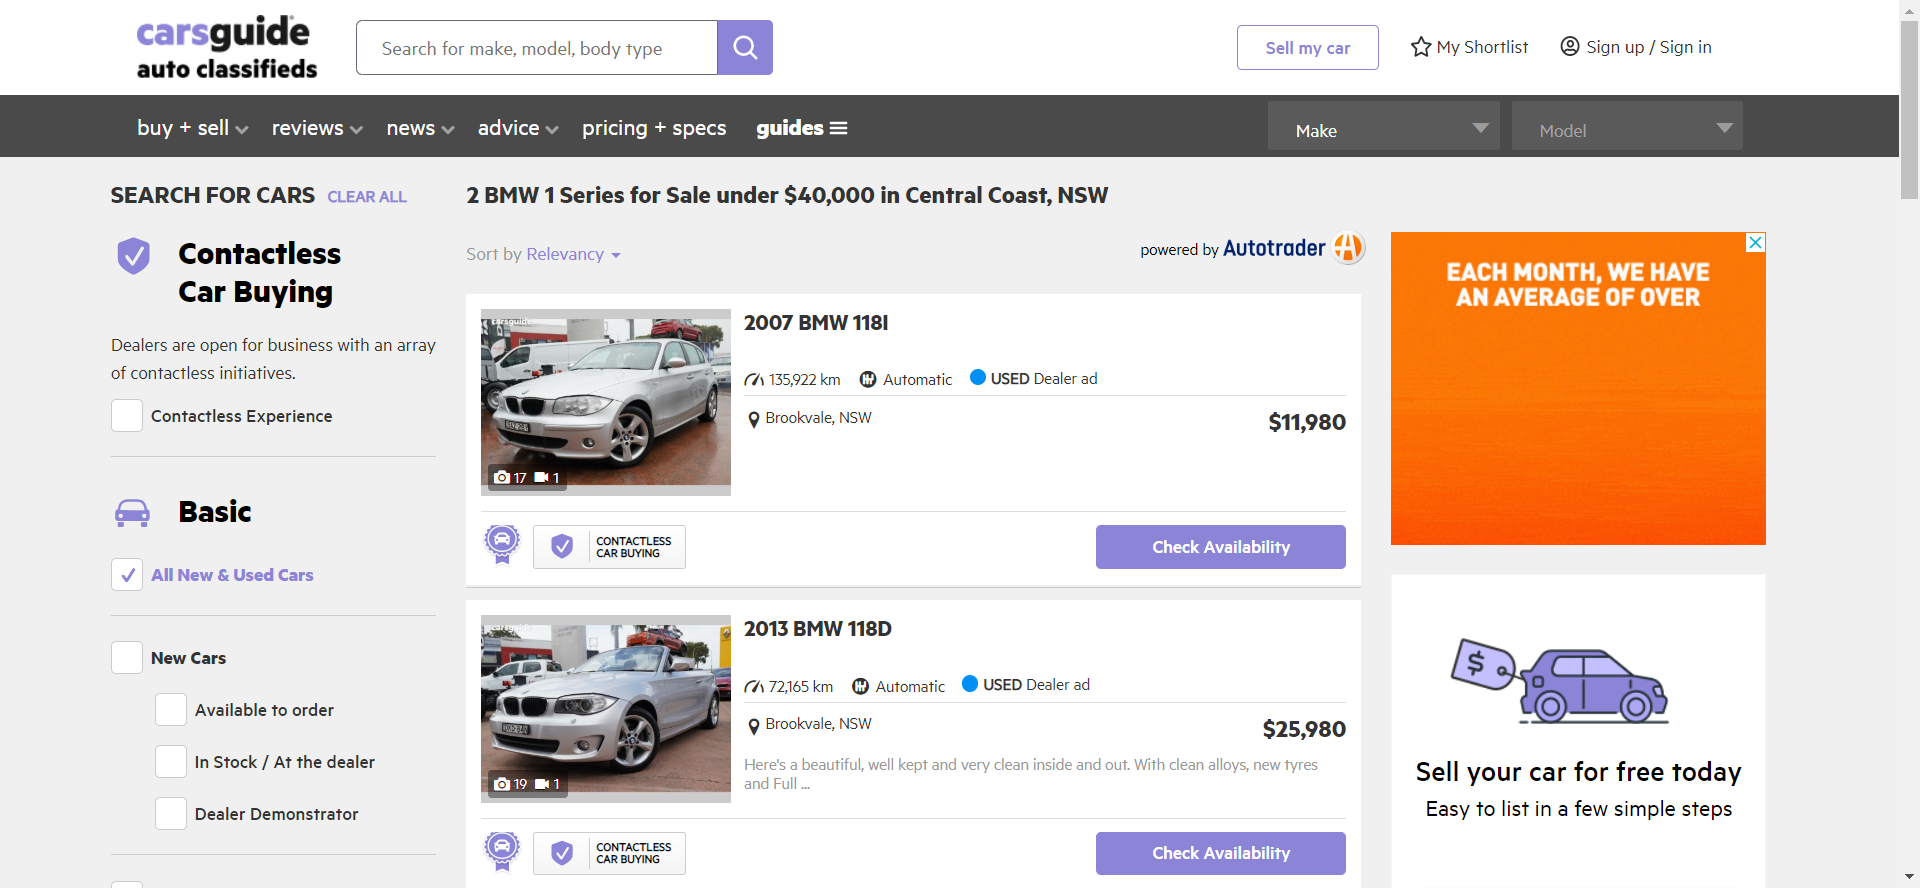 carsguide
auto classifieds
Search for make, model, body type
Sell my car
My Shortlist
Sign up / Sign in
buy + sell
reviews
news
advice
pricing + specs
guides
Make
Model
SEARCH FOR CARS
CLEAR ALL
Contactless
Car Buying
Dealers are open for business with an array
of contactless initiatives.
Contactless Experience
Basic
All New & Used Cars
New Cars
Available to order
In Stock / At the dealer
Dealer Demonstrator
2 BMW 1 Series for Sale under $40,000 in Central Coast, NSW
Sort by Relevancy
powered by Autotrader
carsguide
17 1
2007 BMW 118I
135,922 km
Automatic
USED Dealer ad
Brookvale, NSW
$11,980
CONTACTLESS
CAR BUYING
Check Availability
carsguide
19 1
2013 BMW 118D
72,165 km
Automatic
USED Dealer ad
Brookvale, NSW
$25,980
Here's a beautiful, well kept and very clean inside and out. With clean alloys, new tyres
and Full ...
CONTACTLESS
CAR BUYING
Check Availability
EACH MONTH, WE HAVE
AN AVERAGE OF OVER
$
Sell your car for free today
Easy to list in a few simple steps